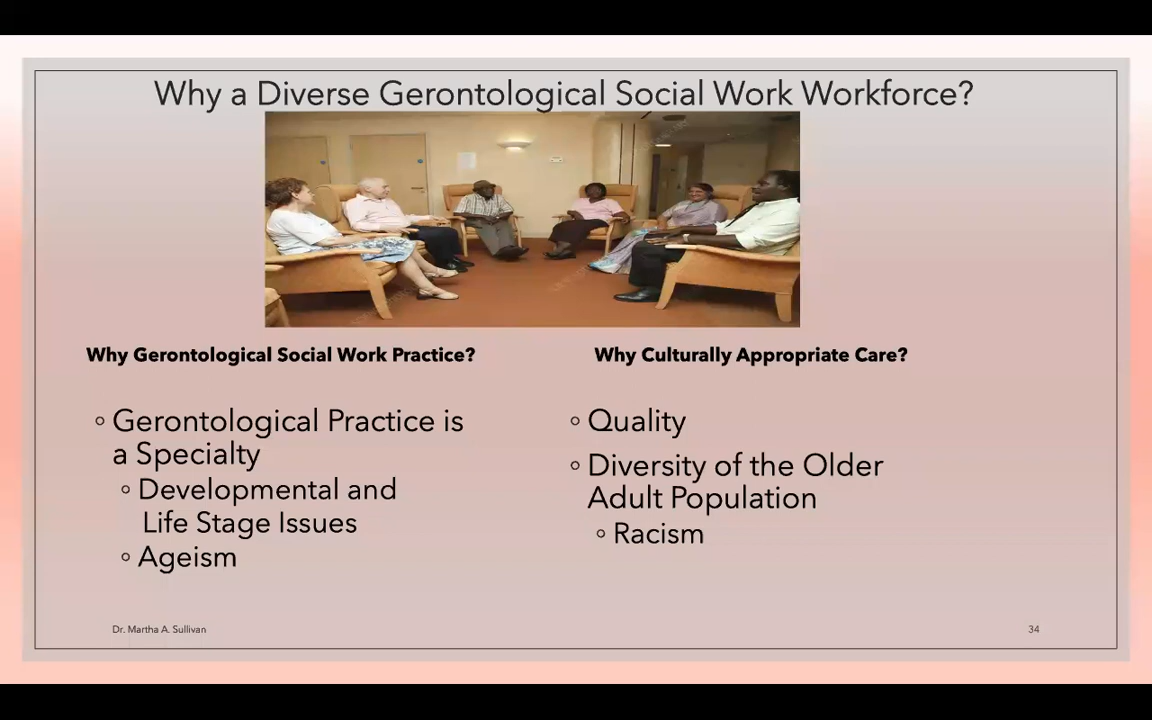 Why a Diverse Gerontological Social Work Workforce?
Why Gerontological Social Work Practice?
◦ Gerontological Practice is
a Specialty
◦ Developmental and
Life Stage Issues
◦ Ageism
Why Culturally Appropriate Care?
◦ Quality
◦ Diversity of the Older
Adult Population
◦ Racism
Dr. Martha A. Sullivan
34